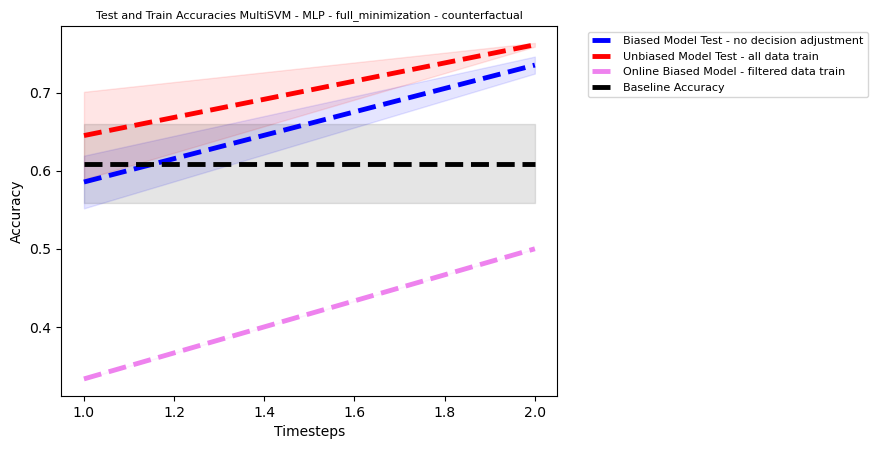 Test and Train Accuracies MultiSVM - MLP - full_minimization - counterfactual
Biased Model Test - no decision adjustment
Unbiased Model Test - all data train
Online Biased Model - filtered data train
Baseline Accuracy
Accuracy
0.7
0.6
0.5
0.4
1.0 1.2 1.4 1.6 1.8 2.0
Timesteps